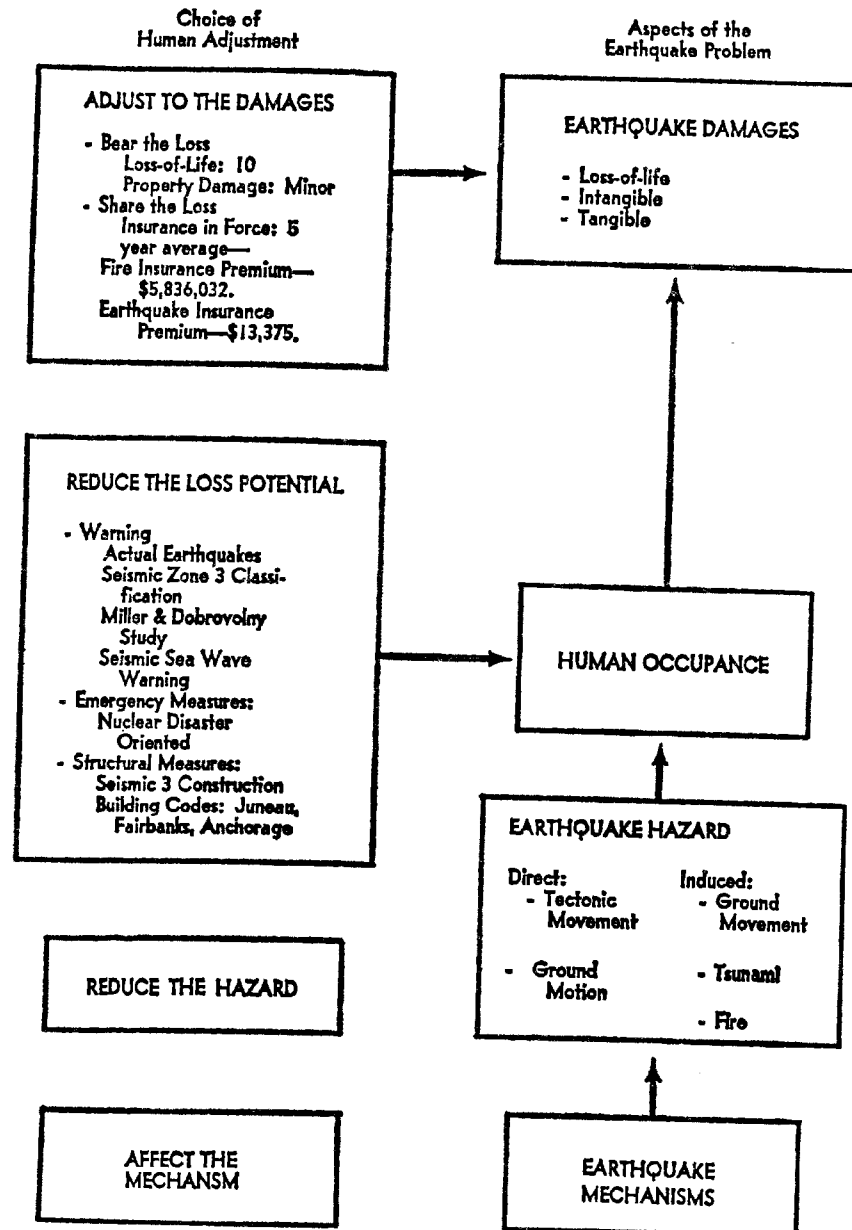 Choice of
Human Adjustment
ADJUST TO THE DAMAGES
- Bear the Loss
Loss-of-Life: 10
Property Damage: Minor
- Share the Loss
Insurance in Force: 5
year average—
Fire Insurance Premium—
$5,836,032.
Earthquake Insurance
Premium—$13,375.
REDUCE THE LOSS POTENTIAL
- Warning
Actual Earthquakes
Seismic Zone 3 Classi-
fication
Miller & Dobrovolny
Study
Seismic Sea Wave
Warning
- Emergency Measures:
Nuclear Disaster
Oriented
- Structural Measures:
Seismic 3 Construction
Building Codes: Juneau,
Fairbanks, Anchorage
REDUCE THE HAZARD
AFFECT THE
MECHANSM
Aspects of the
Earthquake Problem
EARTHQUAKE DAMAGES
- Loss-of-life
- Intangible
- Tangible
HUMAN OCCUPANCE
EARTHQUAKE HAZARD
Direct:
- Tectonic
Movement
- Ground
Motion
Induced:
- Ground
Movement
- Tsunami
- Fire
EARTHQUAKE
MECHANISMS